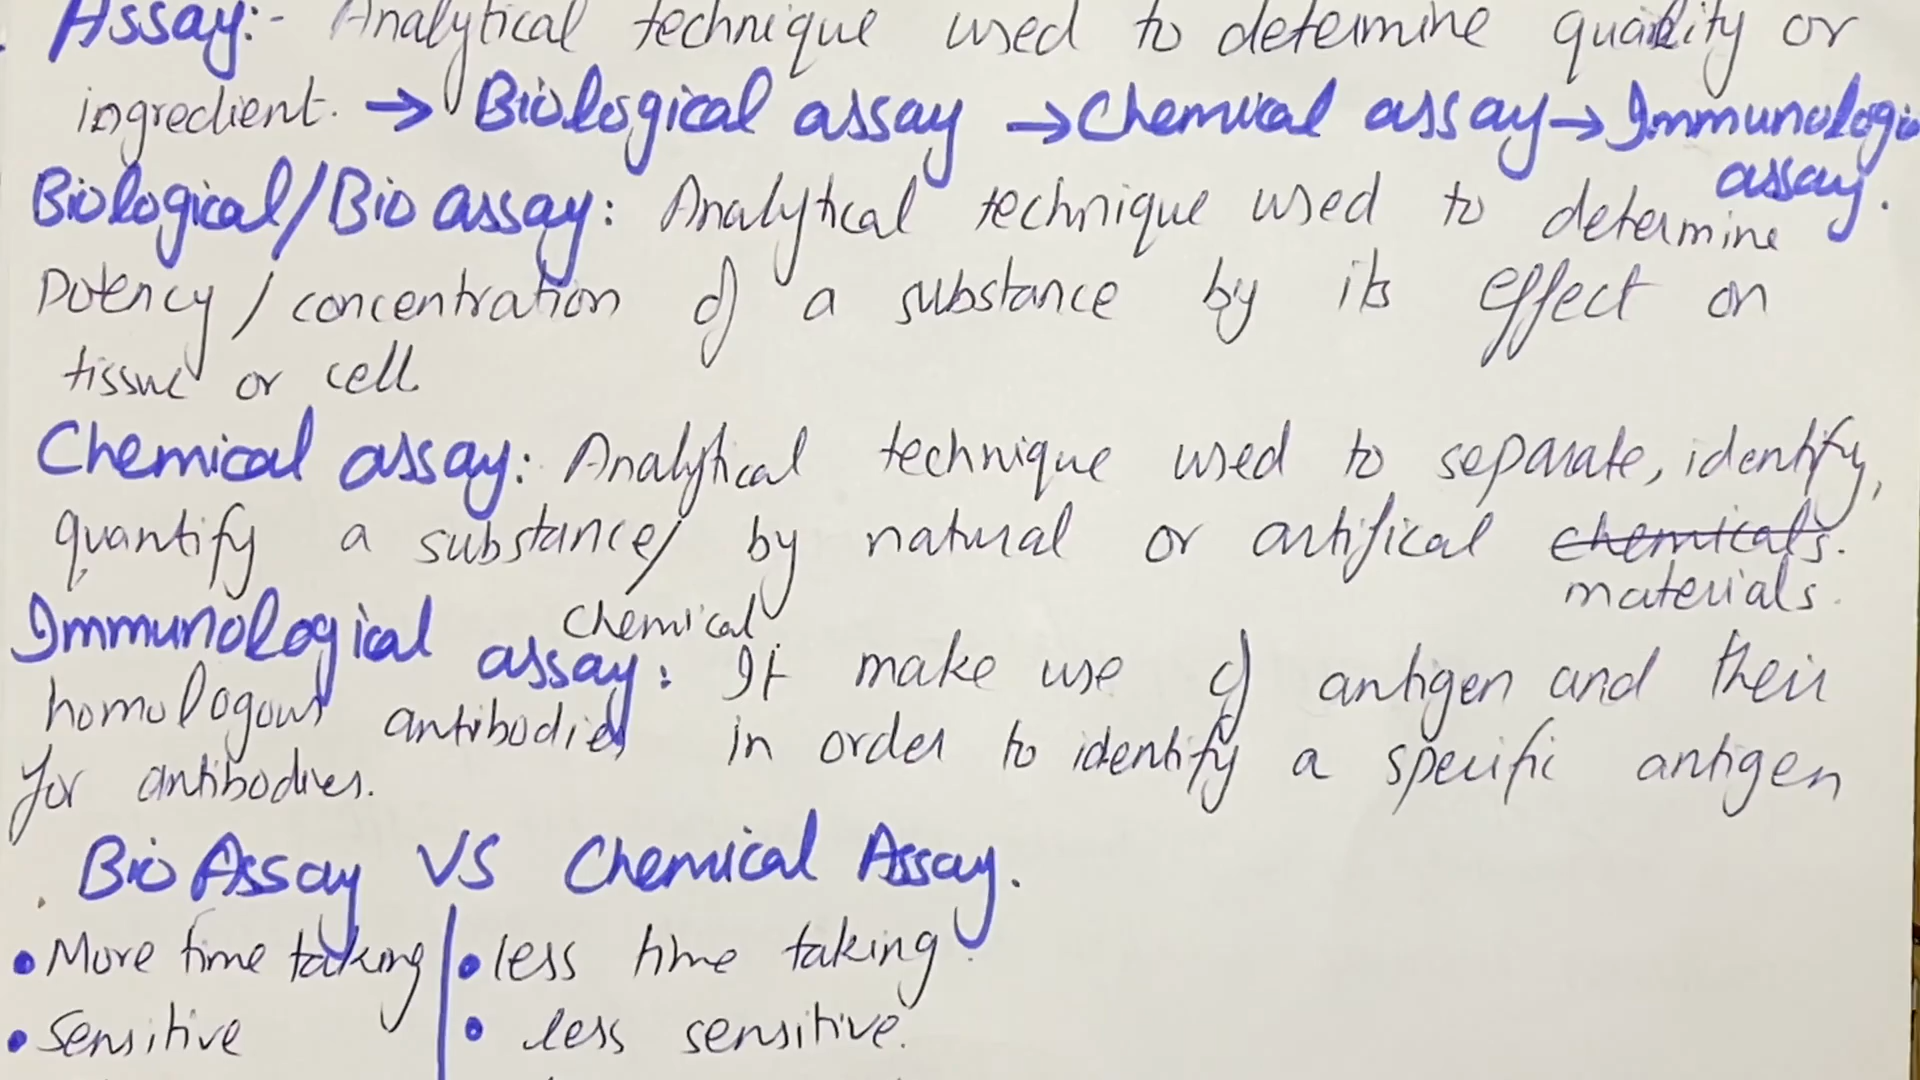 Assay:- Analytical technique used to determine quality or
ingredient. → Biological assay → Chemical assay → Immunologic
assay.
Biological/Bio assay: Analytical technique used to determine
Potency / concentration of a substance by its effect on
tissue or cell
Chemical assay: Analytical technique used to separate, identify,
quantify a substance/ by natural or artifical chemicals.
chemical materials.
Immunological assay: It make use of antigen and their
homologous antibodies in order to identify a specific antigen
for antibodies.
Bio Assay VS Chemical Assay.
• More time taking • less time taking.
• Sensitive • less sensitive.